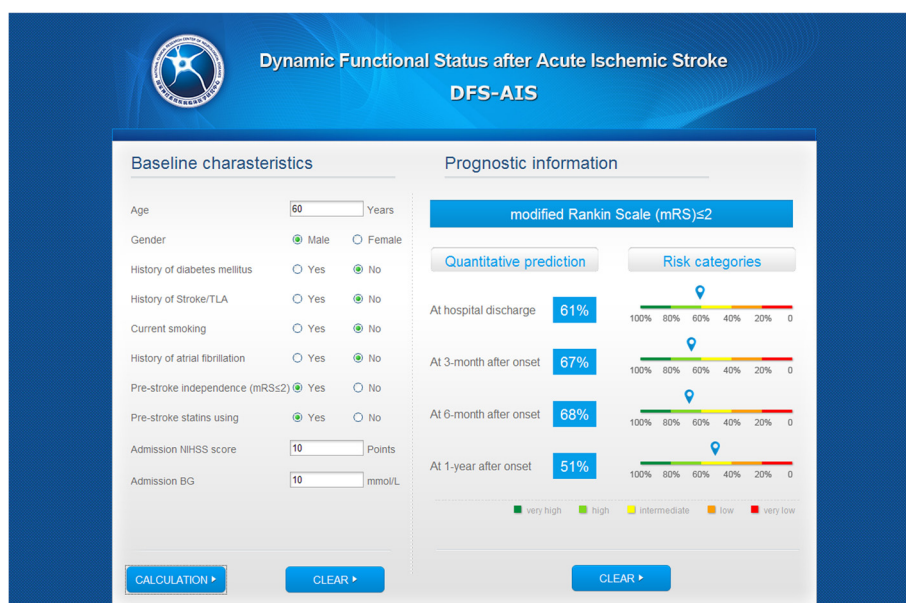 Dynamic Functional Status after Acute Ischemic Stroke
DFS-AIS
Baseline charasteristics
Age 60 Years
Gender Male Female
History of diabetes mellitus Yes No
History of Stroke/TLA Yes No
Current smoking Yes No
History of atrial fibrillation Yes No
Pre-stroke independence (mRS≤2) Yes No
Pre-stroke statins using Yes No
Admission NIHSS score 10 Points
Admission BG 10 mmol/L
CALCULATION
CLEAR
Prognostic information
modified Rankin Scale (mRS)≤2
Quantitative prediction
Risk categories
At hospital discharge 61%
100% 80% 60% 40% 20% 0
At 3-month after onset 67%
100% 80% 60% 40% 20% 0
At 6-month after onset 68%
100% 80% 60% 40% 20% 0
At 1-year after onset 51%
100% 80% 60% 40% 20% 0
very high high intermediate low very low
CLEAR